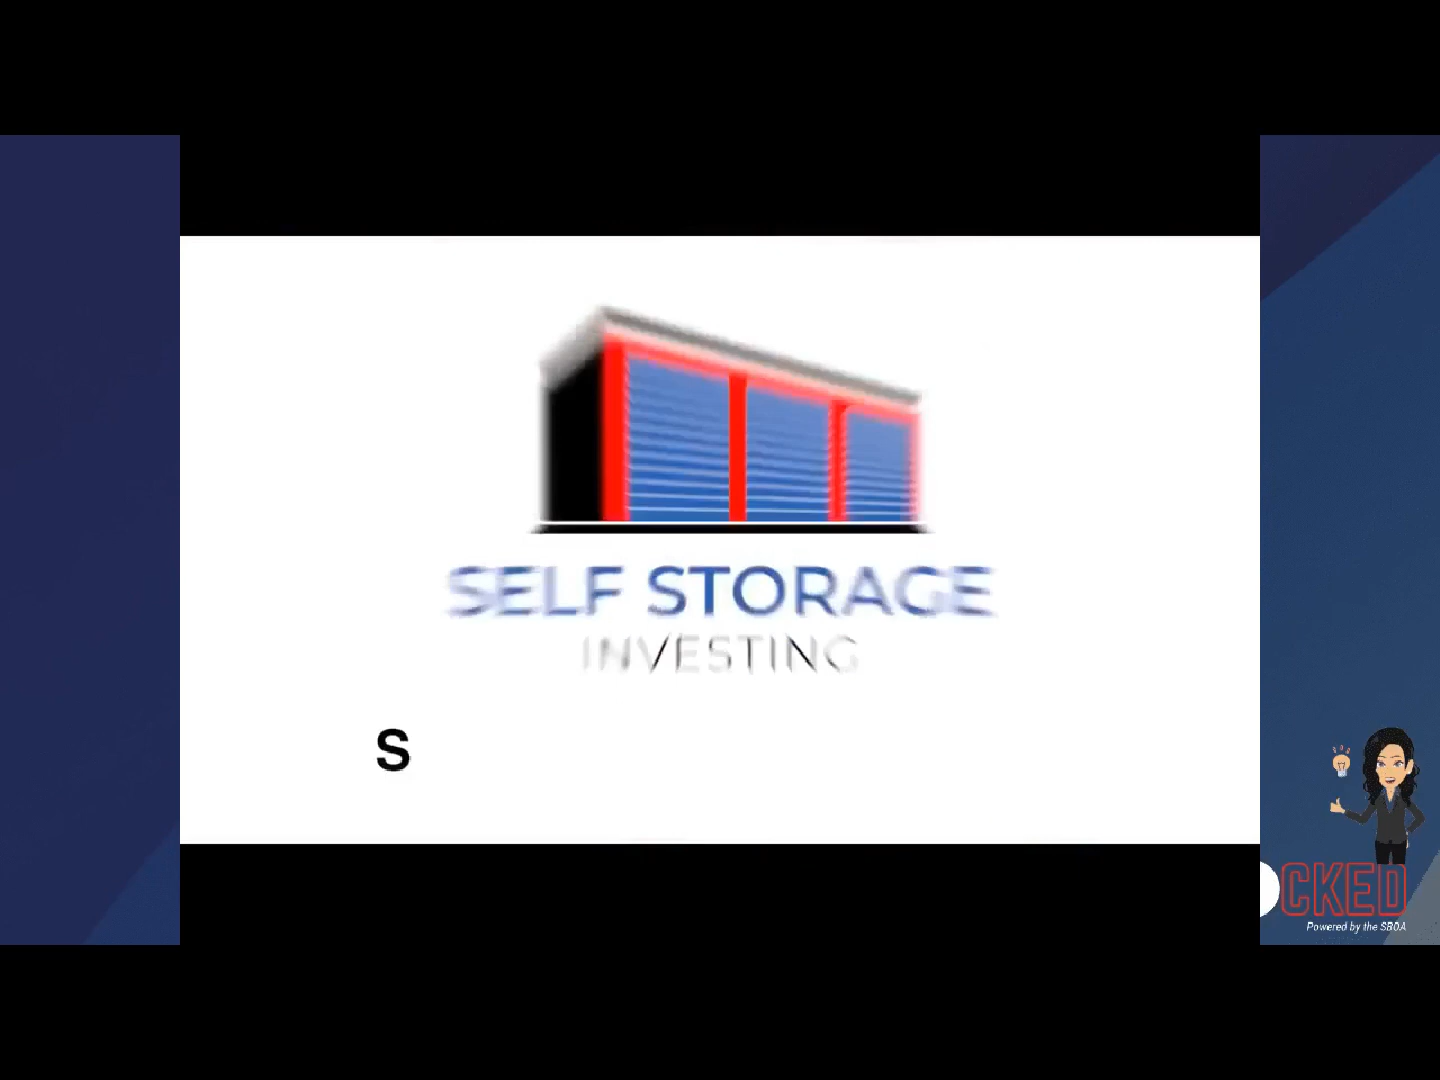 SELF STORAGE
INVESTING
S
CKED
Powered by the SBOA